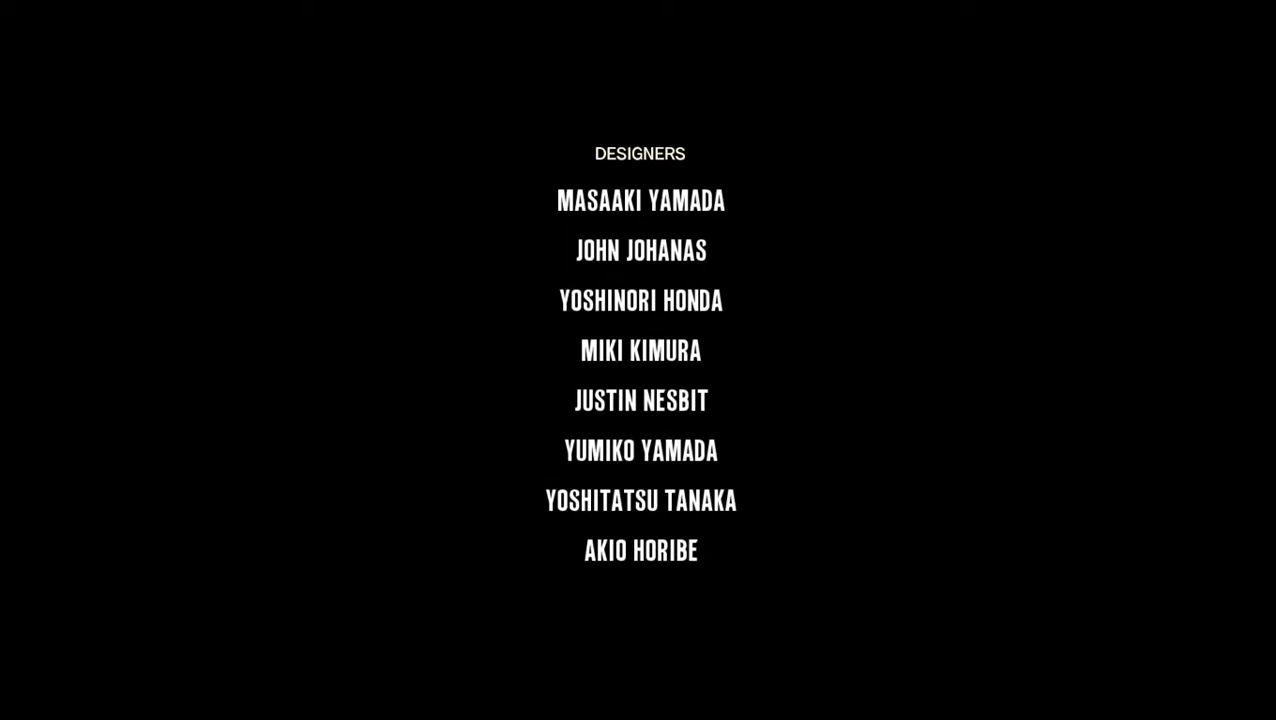 DESIGNERS
MASAAKI YAMADA
JOHN JOHANAS
YOSHINORI HONDA
MIKI KIMURA
JUSTIN NESBIT
YUMIKO YAMADA
YOSHITATSU TANAKA
AKIO HORIBE